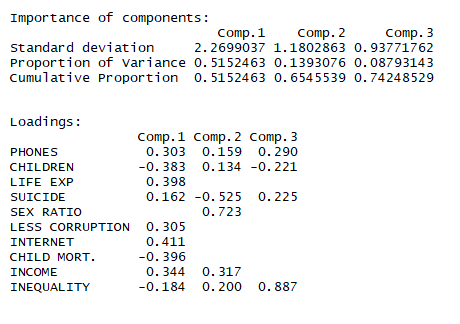 Importance of components:
Comp.1 Comp.2 Comp.3
Standard deviation 2.2699037 1.1802863 0.93771762
Proportion of Variance 0.5152463 0.1393076 0.08793143
Cumulative Proportion 0.5152463 0.6545539 0.74248529
Loadings:
Comp.1 Comp.2 Comp.3
PHONES 0.303 0.159 0.290
CHILDREN -0.383 0.134 -0.221
LIFE EXP 0.398
SUICIDE 0.162 -0.525 0.225
SEX RATIO 0.723
LESS CORRUPTION 0.305
INTERNET 0.411
CHILD MORT. -0.396
INCOME 0.344 0.317
INEQUALITY -0.184 0.200 0.887